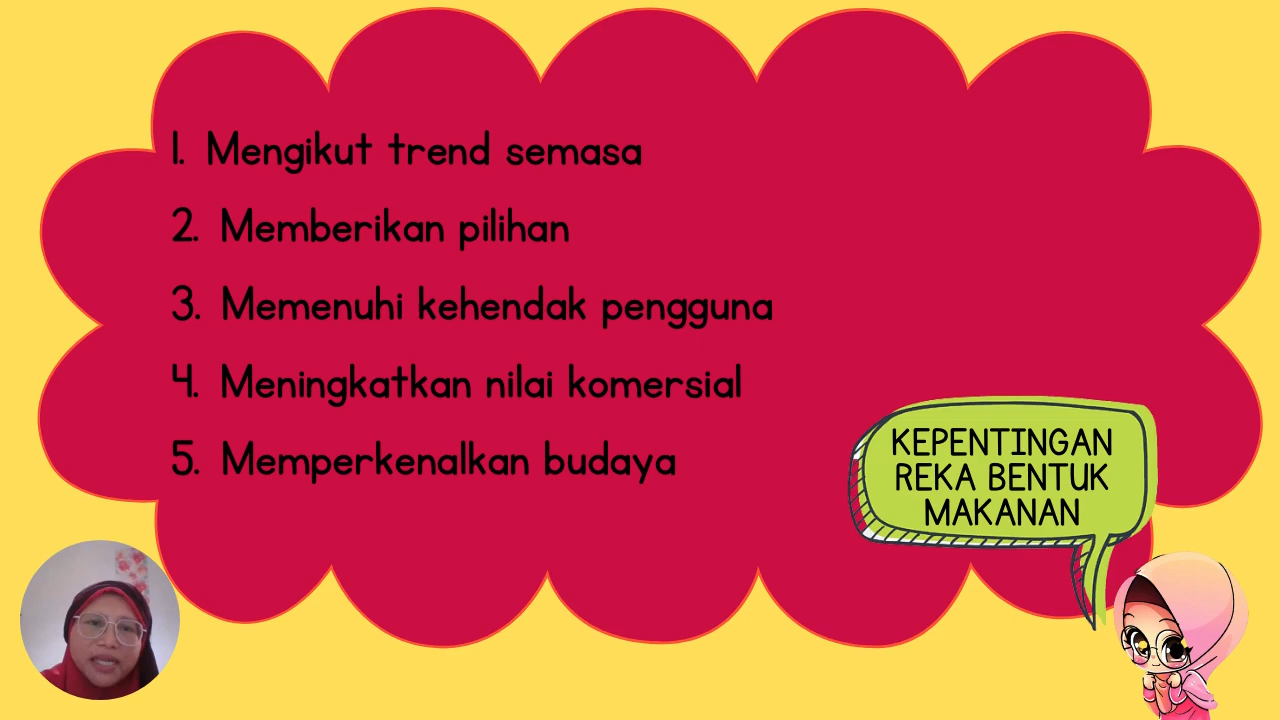 1. Mengikut trend semasa
2. Memberikan pilihan
3. Memenuhi kehendak pengguna
4. Meningkatkan nilai komersial
5. Memperkenalkan budaya
KEPENTINGAN
REKA BENTUK
MAKANAN